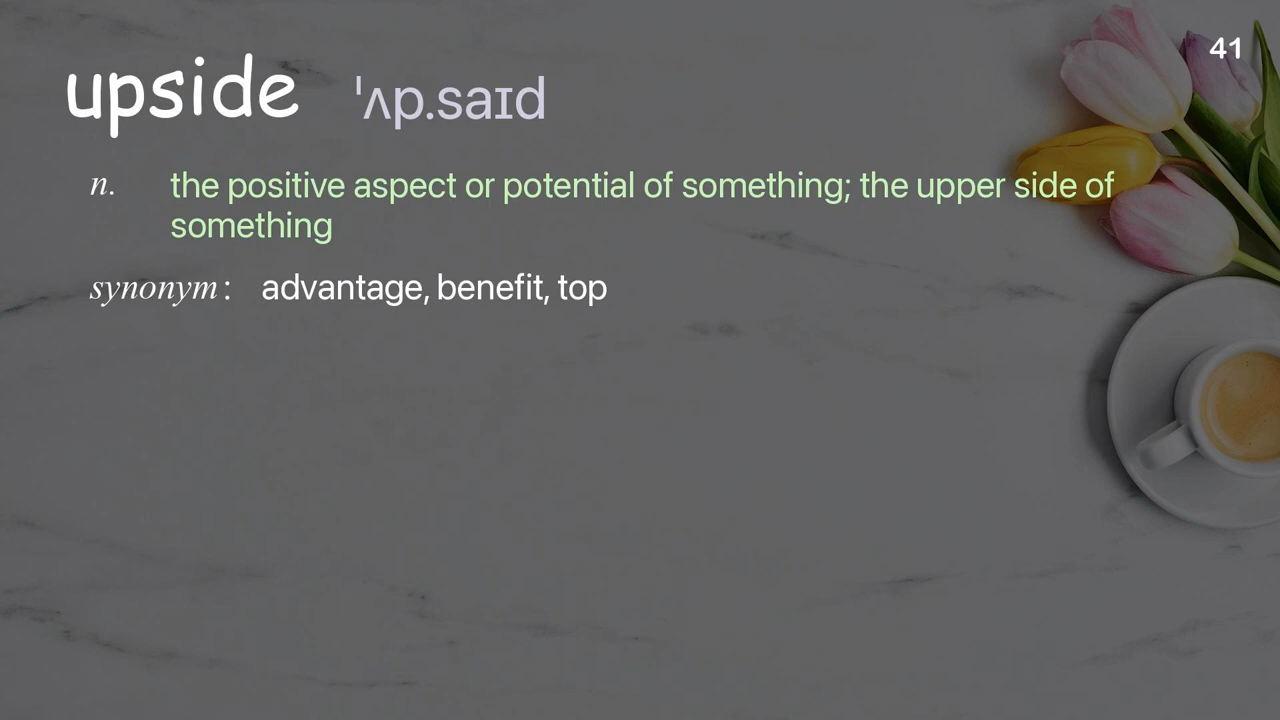 41
upside ˈʌp.saɪd
n. the positive aspect or potential of something; the upper side of
something
synonym: advantage, benefit, top